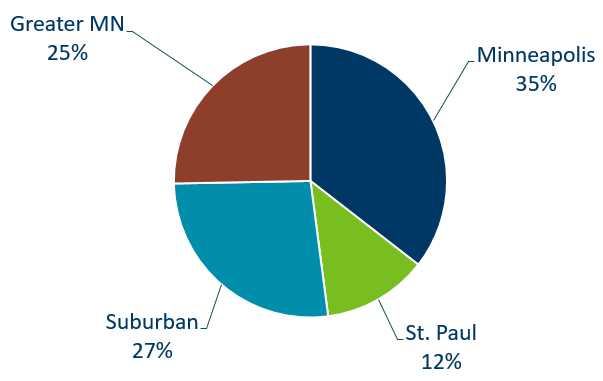 Greater MN
25%
Minneapolis
35%
Suburban
27%
St. Paul
12%